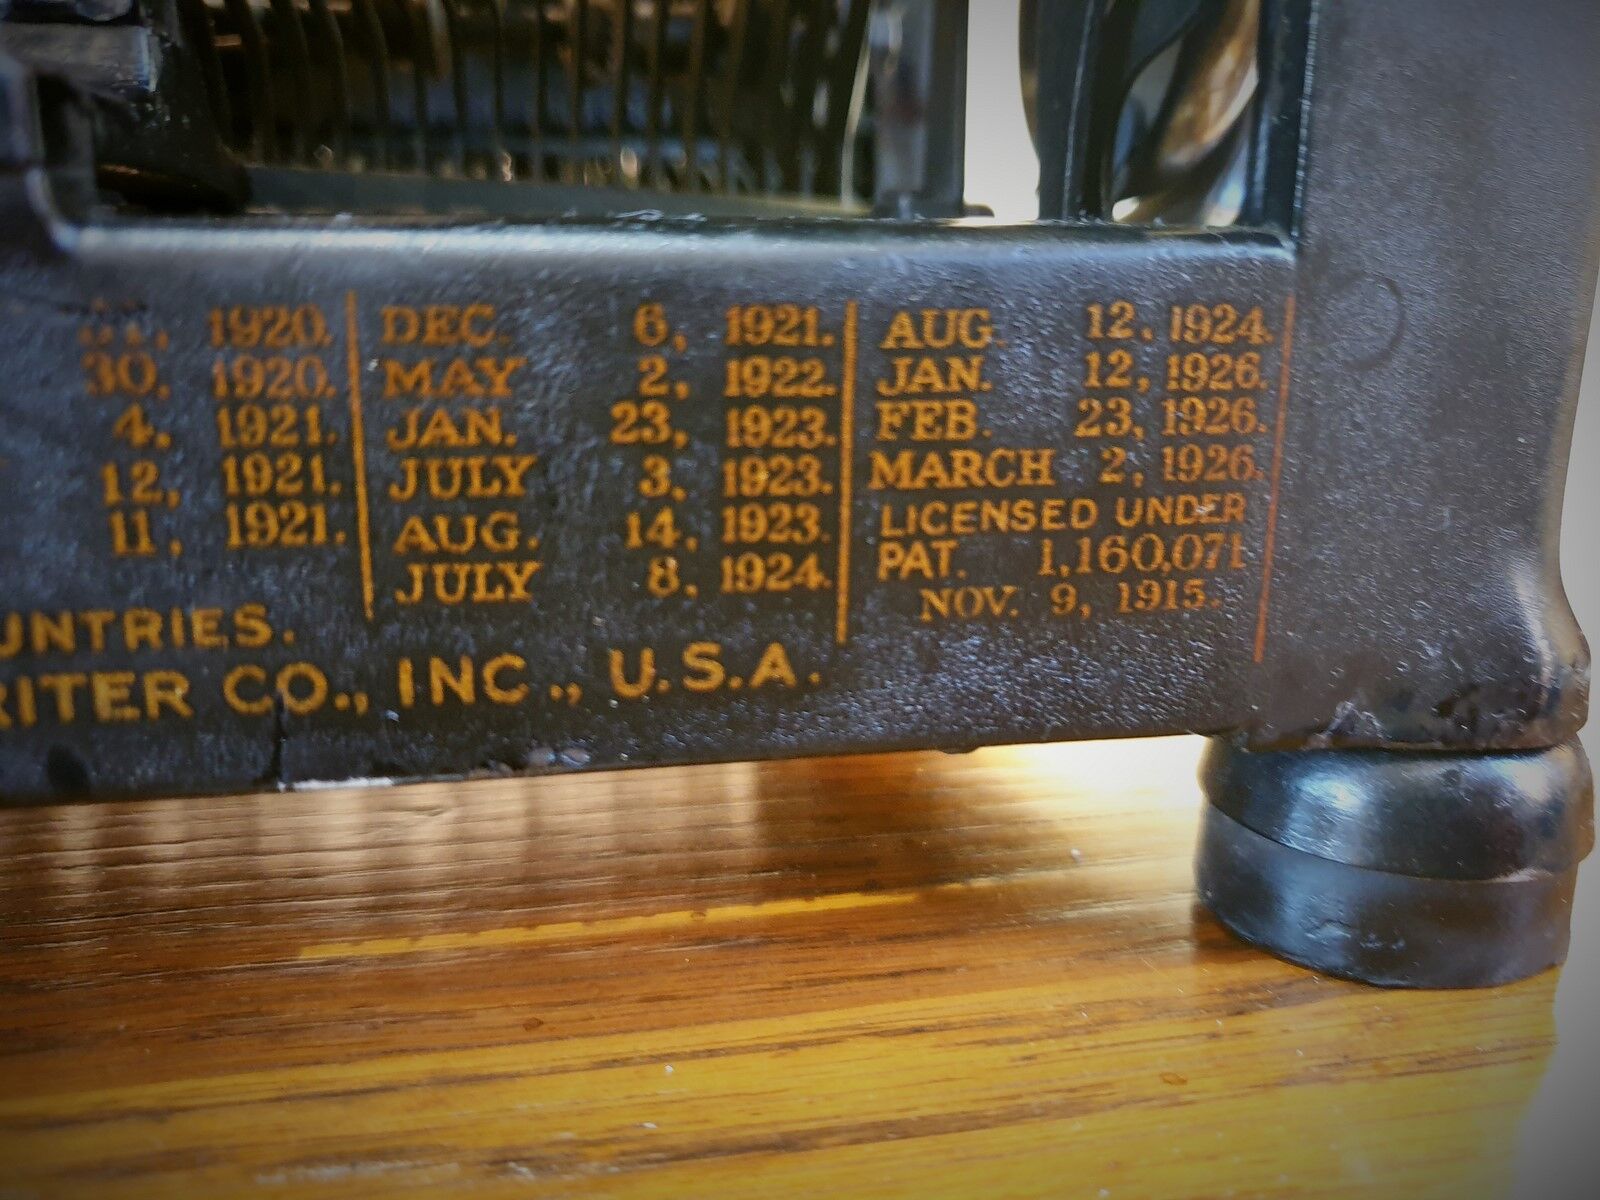 1920.
30, 1920.
4, 1921.
12, 1921.
11, 1921.
DEC. 6, 1921.
MAY 2, 1922.
JAN. 23, 1923.
JULY 3, 1923.
AUG. 14, 1923.
JULY 8, 1924.
AUG. 12, 1924.
JAN. 12, 1926.
FEB. 23, 1926.
MARCH 2, 1926.
LICENSED UNDER
PAT. 1,160,071
NOV. 9, 1915.
UNTRIES.
RITER CO., INC., U.S.A.